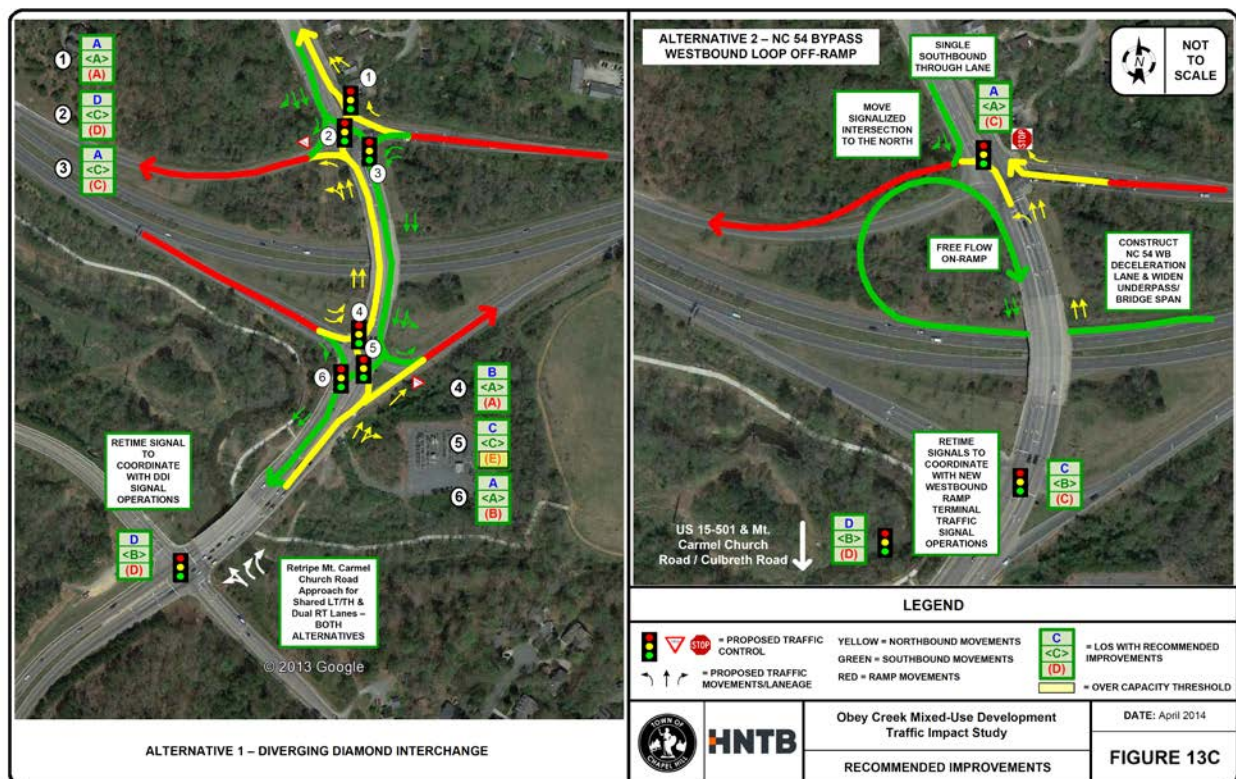 1
A
<A>
(A)
2
D
<C>
(D)
3
A
<C>
(C)
1
2
3
4
5
6
4
B
<A>
(A)
5
C
<C>
(E)
6
A
<A>
(B)
RETIME SIGNAL
TO
COORDINATE
WITH DDI
SIGNAL
OPERATIONS
D
<B>
(D)
Retripe Mt. Carmel
Church Road
Approach for
Shared LT/TH &
Dual RT Lanes –
BOTH
ALTERNATIVES
© 2013 Google
ALTERNATIVE 1 – DIVERGING DIAMOND INTERCHANGE
ALTERNATIVE 2 – NC 54 BYPASS
WESTBOUND LOOP OFF-RAMP
SINGLE
SOUTHBOUND
THROUGH LANE
N
NOT
TO
SCALE
MOVE
SIGNALIZED
INTERSECTION
TO THE NORTH
A
<A>
(C)
STOP
FREE FLOW
ON-RAMP
CONSTRUCT
NC 54 WB
DECELERATION
LANE & WIDEN
UNDERPASS/
BRIDGE SPAN
RETIME
SIGNALS TO
COORDINATE
WITH NEW
WESTBOUND
RAMP
TERMINAL
TRAFFIC
SIGNAL
OPERATIONS
C
<B>
(C)
US 15-501 & Mt.
Carmel Church
Road / Culbreth Road
D
<B>
(D)
LEGEND
STOP
= PROPOSED TRAFFIC
CONTROL
= PROPOSED TRAFFIC
MOVEMENTS/LANEAGE
YELLOW = NORTHBOUND MOVEMENTS
GREEN = SOUTHBOUND MOVEMENTS
RED = RAMP MOVEMENTS
C
<C>
(D)
= LOS WITH RECOMMENDED
IMPROVEMENTS
= OVER CAPACITY THRESHOLD
TOWN OF
CHAPEL HILL
HNTB
Obey Creek Mixed-Use Development
Traffic Impact Study
RECOMMENDED IMPROVEMENTS
DATE: April 2014
FIGURE 13C